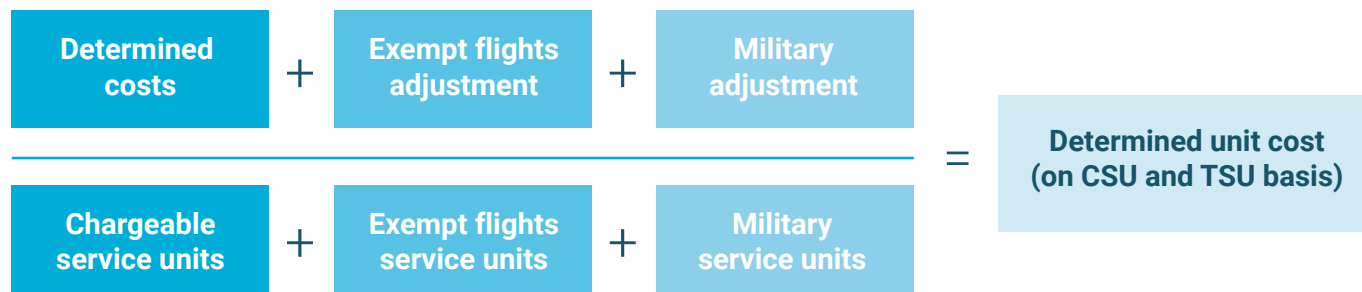 Determined
costs
+
Exempt flights
adjustment
+
Military
adjustment
=
Determined unit cost
(on CSU and TSU basis)
Chargeable
service units
+
Exempt flights
service units
+
Military
service units